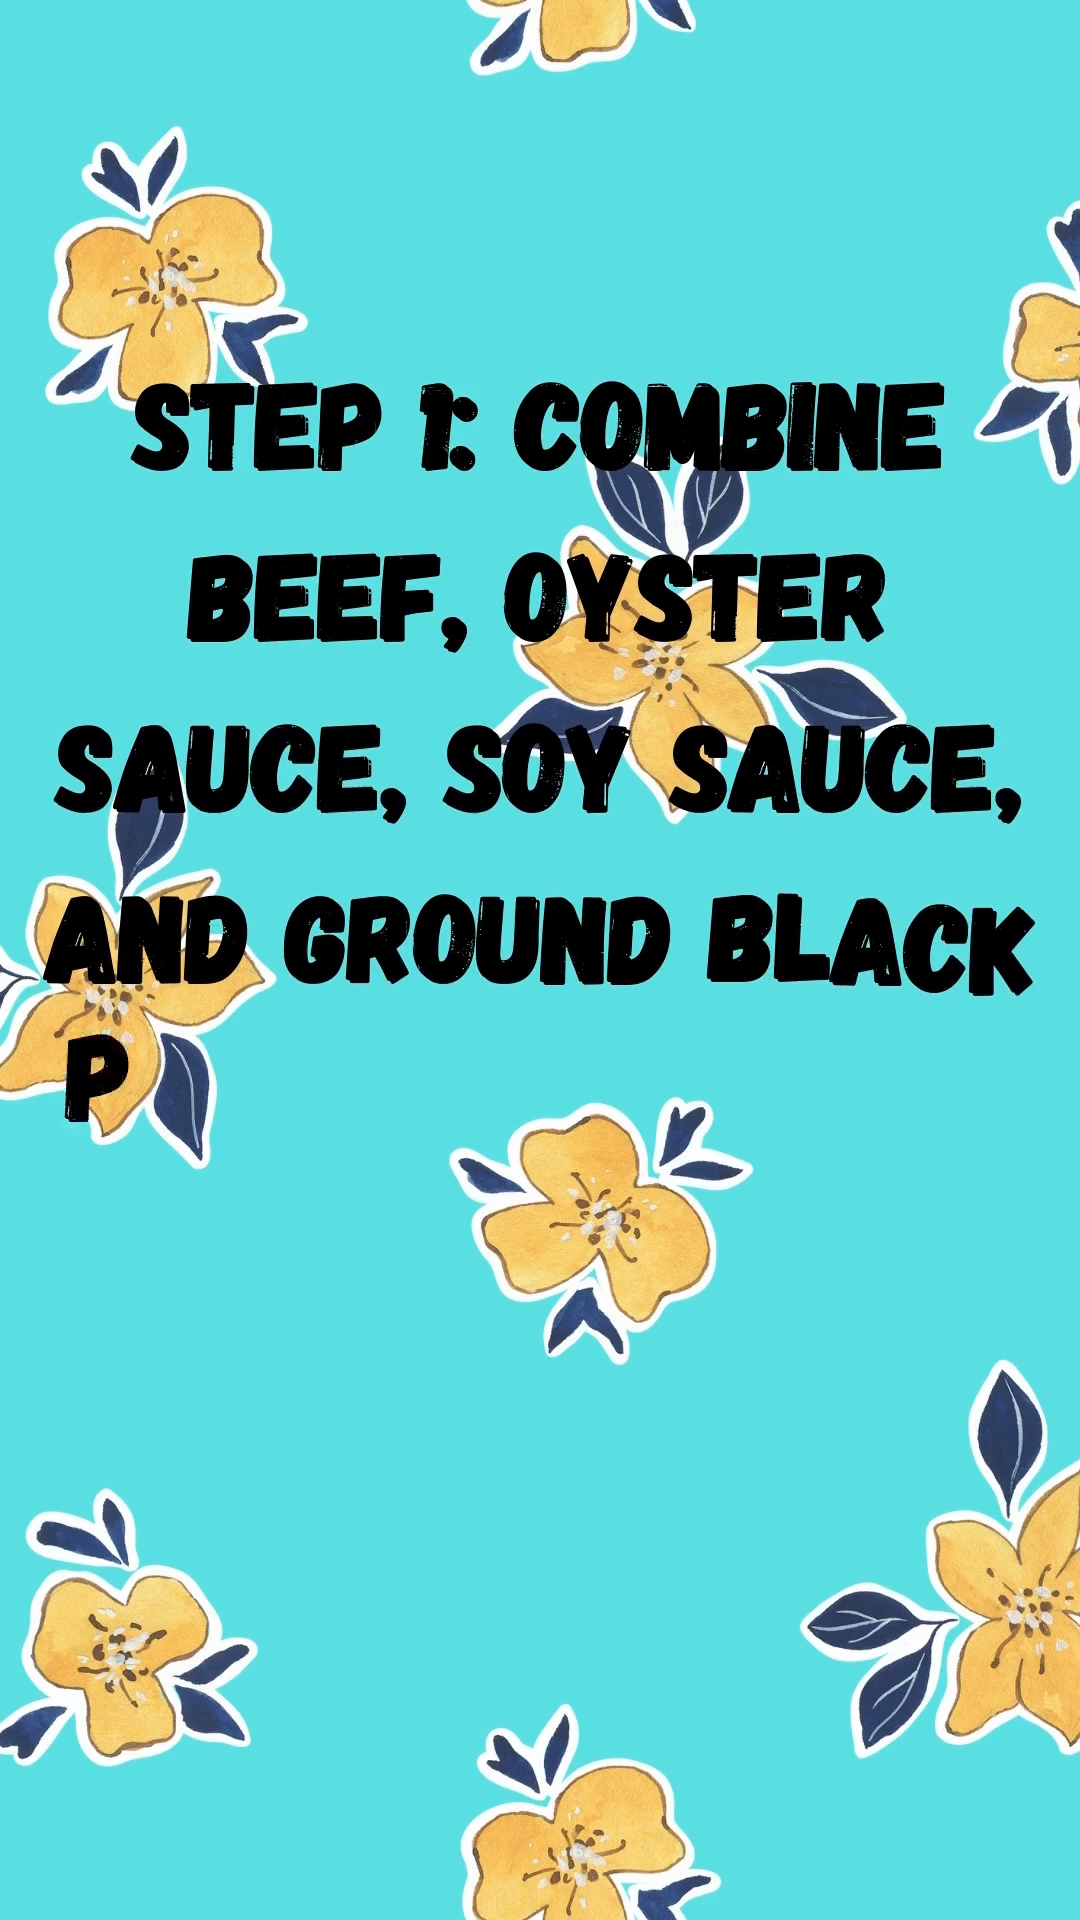 STEP 1: COMBINE
BEEF, OYSTER
SAUCE, SOY SAUCE,
AND GROUND BLACK
P